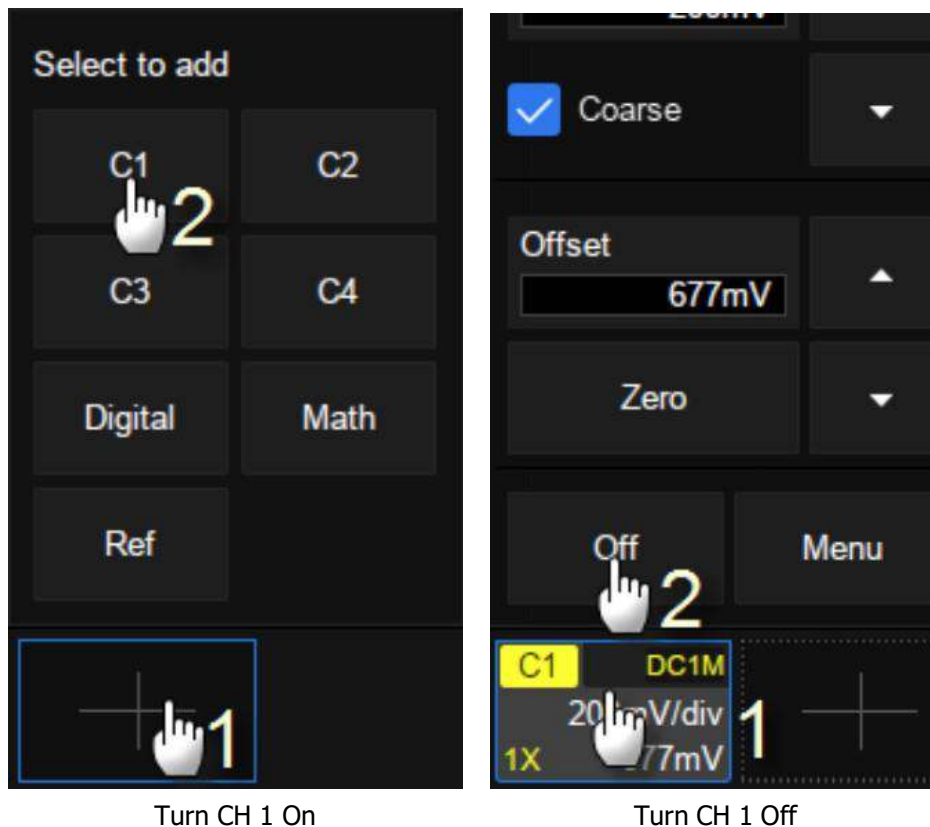 Select to add
C1
C2
2
C3
C4
Digital
Math
Ref
1
Coarse
Offset
677mV
Zero
Off
Menu
2
C1
DC1M
1
1X
Turn CH 1 On
Turn CH 1 Off